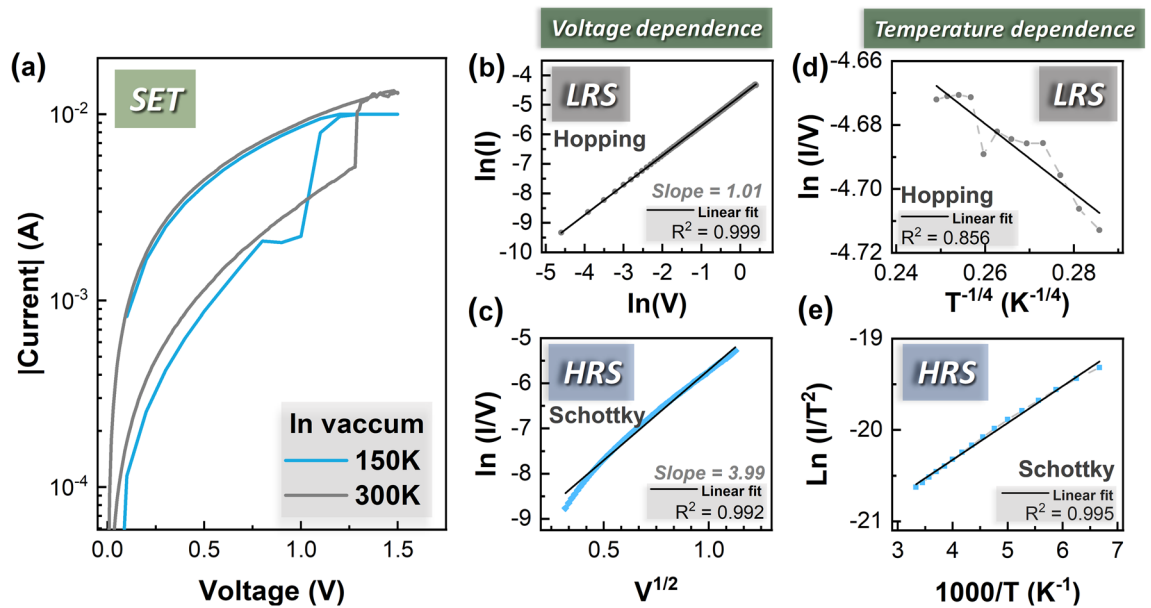 Voltage dependence
Temperature dependence
(a)
SET
|Current| (A)
10⁻²
10⁻³
10⁻⁴
In vaccum
150K
300K
0.0 0.5 1.0 1.5
Voltage (V)
(b)
LRS
Hopping
ln(I)
-4
-5
-6
-7
-8
-9
-10
Slope = 1.01
Linear fit
R² = 0.999
-5 -4 -3 -2 -1 0
ln(V)
(c)
HRS
Schottky
ln (I/V)
-5
-6
-7
-8
-9
Slope = 3.99
Linear fit
R² = 0.992
0.5 1.0
V^1/2
(d)
LRS
ln (I/V)
-4.66
-4.68
-4.70
-4.72
Hopping
Linear fit
R² = 0.856
0.24 0.26 0.28
T^-1/4 (K^-1/4)
(e)
HRS
Ln (I/T²)
-19
-20
-21
Schottky
Linear fit
R² = 0.995
3 4 5 6 7
1000/T (K⁻¹)